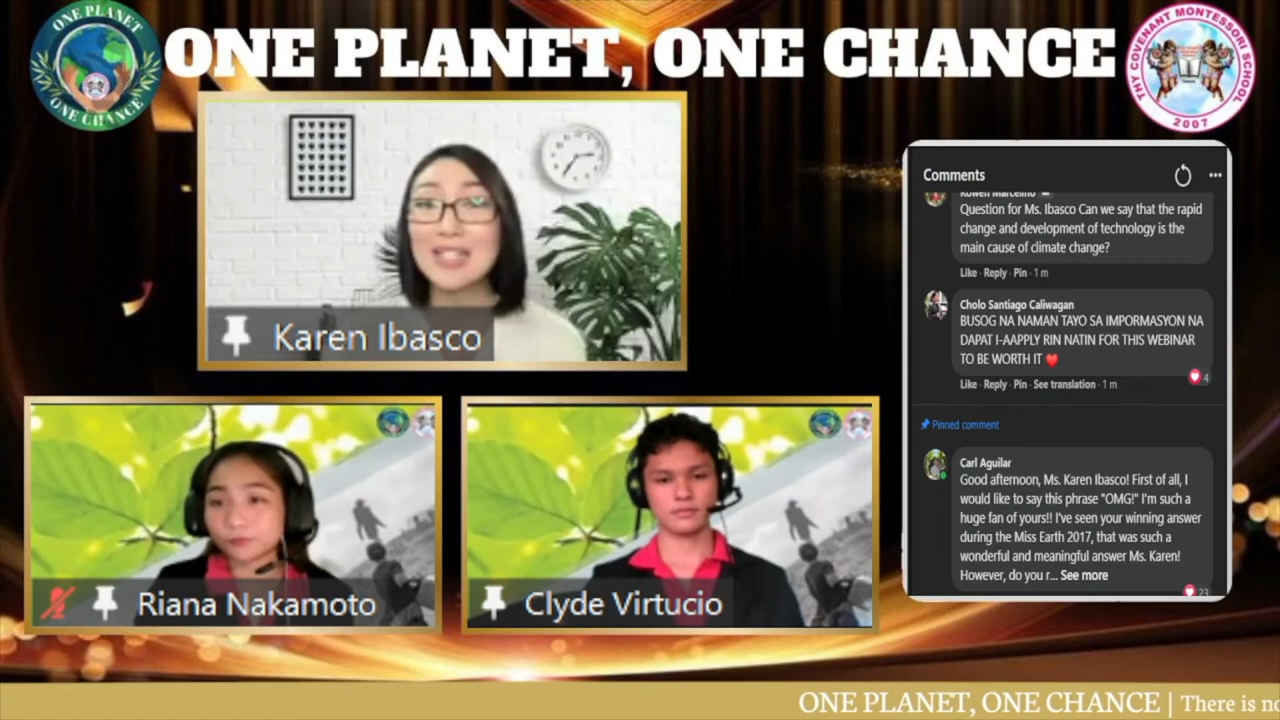 ONE PLANET
ONE CHANCE
ONE PLANET, ONE CHANCE
THY COVENANT MONTESSORI SCHOOL
2007
Karen Ibasco
Riana Nakamoto
Clyde Virtucio
Comments
Rowen Marcelino
Question for Ms. Ibasco Can we say that the rapid
change and development of technology is the
main cause of climate change?
Like · Reply · Pin · 1 m
Cholo Santiago Caliwagan
BUSOG NA NAMAN TAYO SA IMPORMASYON NA
DAPAT I-AAPPLY RIN NATIN FOR THIS WEBINAR
TO BE WORTH IT ❤️
Like · Reply · Pin · See translation · 1 m
4
Pinned comment
Carl Aguilar
Good afternoon, Ms. Karen Ibasco! First of all, I
would like to say this phrase "OMG!" I'm such a
huge fan of yours!! I've seen your winning answer
during the Miss Earth 2017, that was such a
wonderful and meaningful answer Ms. Karen!
However, do you r... See more
23
ONE PLANET, ONE CHANCE | There is no